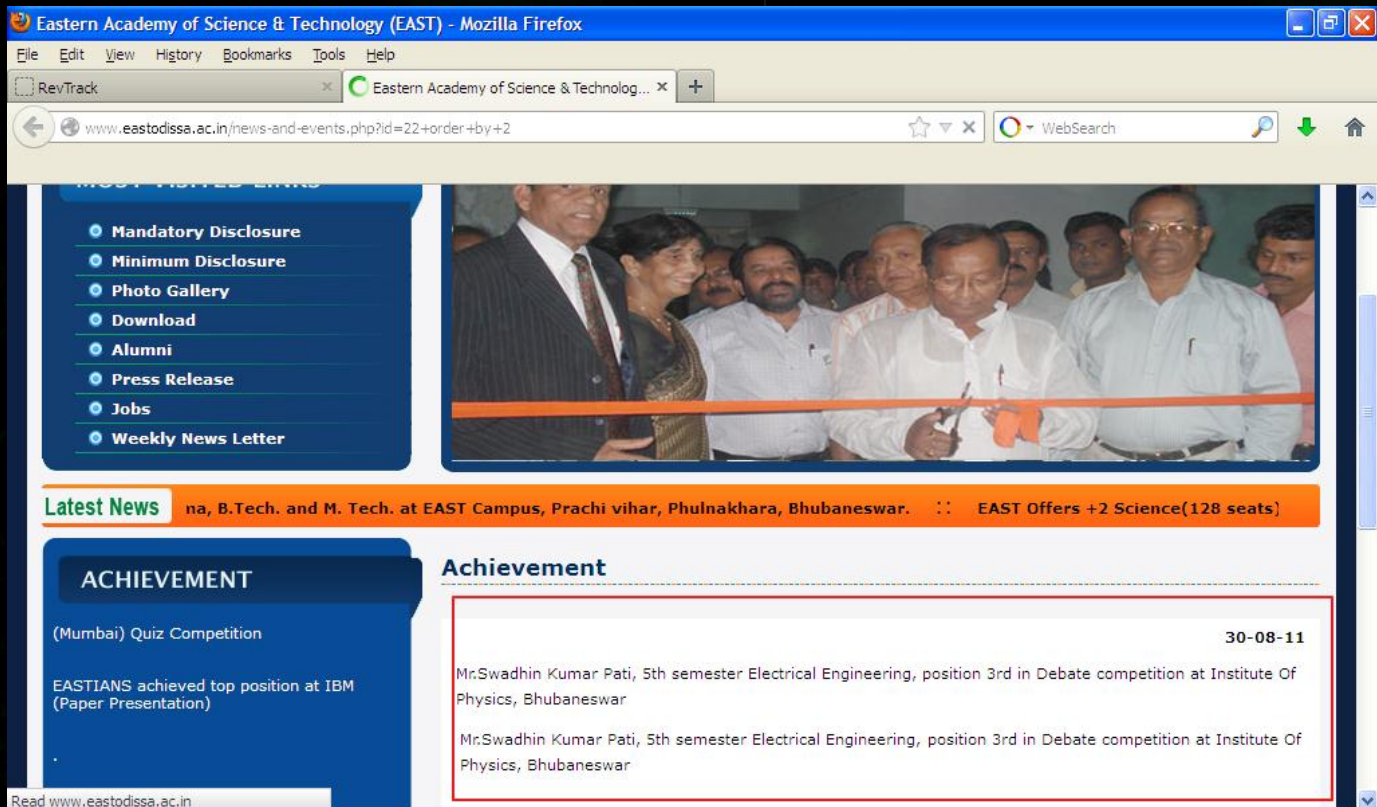 Eastern Academy of Science & Technology (EAST) - Mozilla Firefox
File Edit View History Bookmarks Tools Help
RevTrack
Eastern Academy of Science & Technolog...
www.eastodissa.ac.in/news-and-events.php?id=22+order+by+2
WebSearch
MOST VISITED LINKS
Mandatory Disclosure
Minimum Disclosure
Photo Gallery
Download
Alumni
Press Release
Jobs
Weekly News Letter
Latest News
na, B.Tech. and M. Tech. at EAST Campus, Prachi vihar, Phulnakhara, Bhubaneswar. :: EAST Offers +2 Science(128 seats)
ACHIEVEMENT
(Mumbai) Quiz Competition
EASTIANS achieved top position at IBM
(Paper Presentation)
.
Achievement
30-08-11
Mr.Swadhin Kumar Pati, 5th semester Electrical Engineering, position 3rd in Debate competition at Institute Of
Physics, Bhubaneswar
Mr.Swadhin Kumar Pati, 5th semester Electrical Engineering, position 3rd in Debate competition at Institute Of
Physics, Bhubaneswar
Read www.eastodissa.ac.in